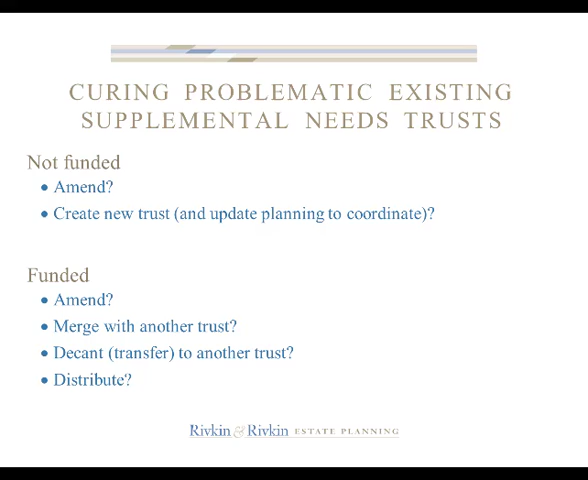 CURING PROBLEMATIC EXISTING
SUPPLEMENTAL NEEDS TRUSTS
Not funded
• Amend?
• Create new trust (and update planning to coordinate)?
Funded
• Amend?
• Merge with another trust?
• Decant (transfer) to another trust?
• Distribute?
Rivkin & Rivkin ESTATE PLANNING